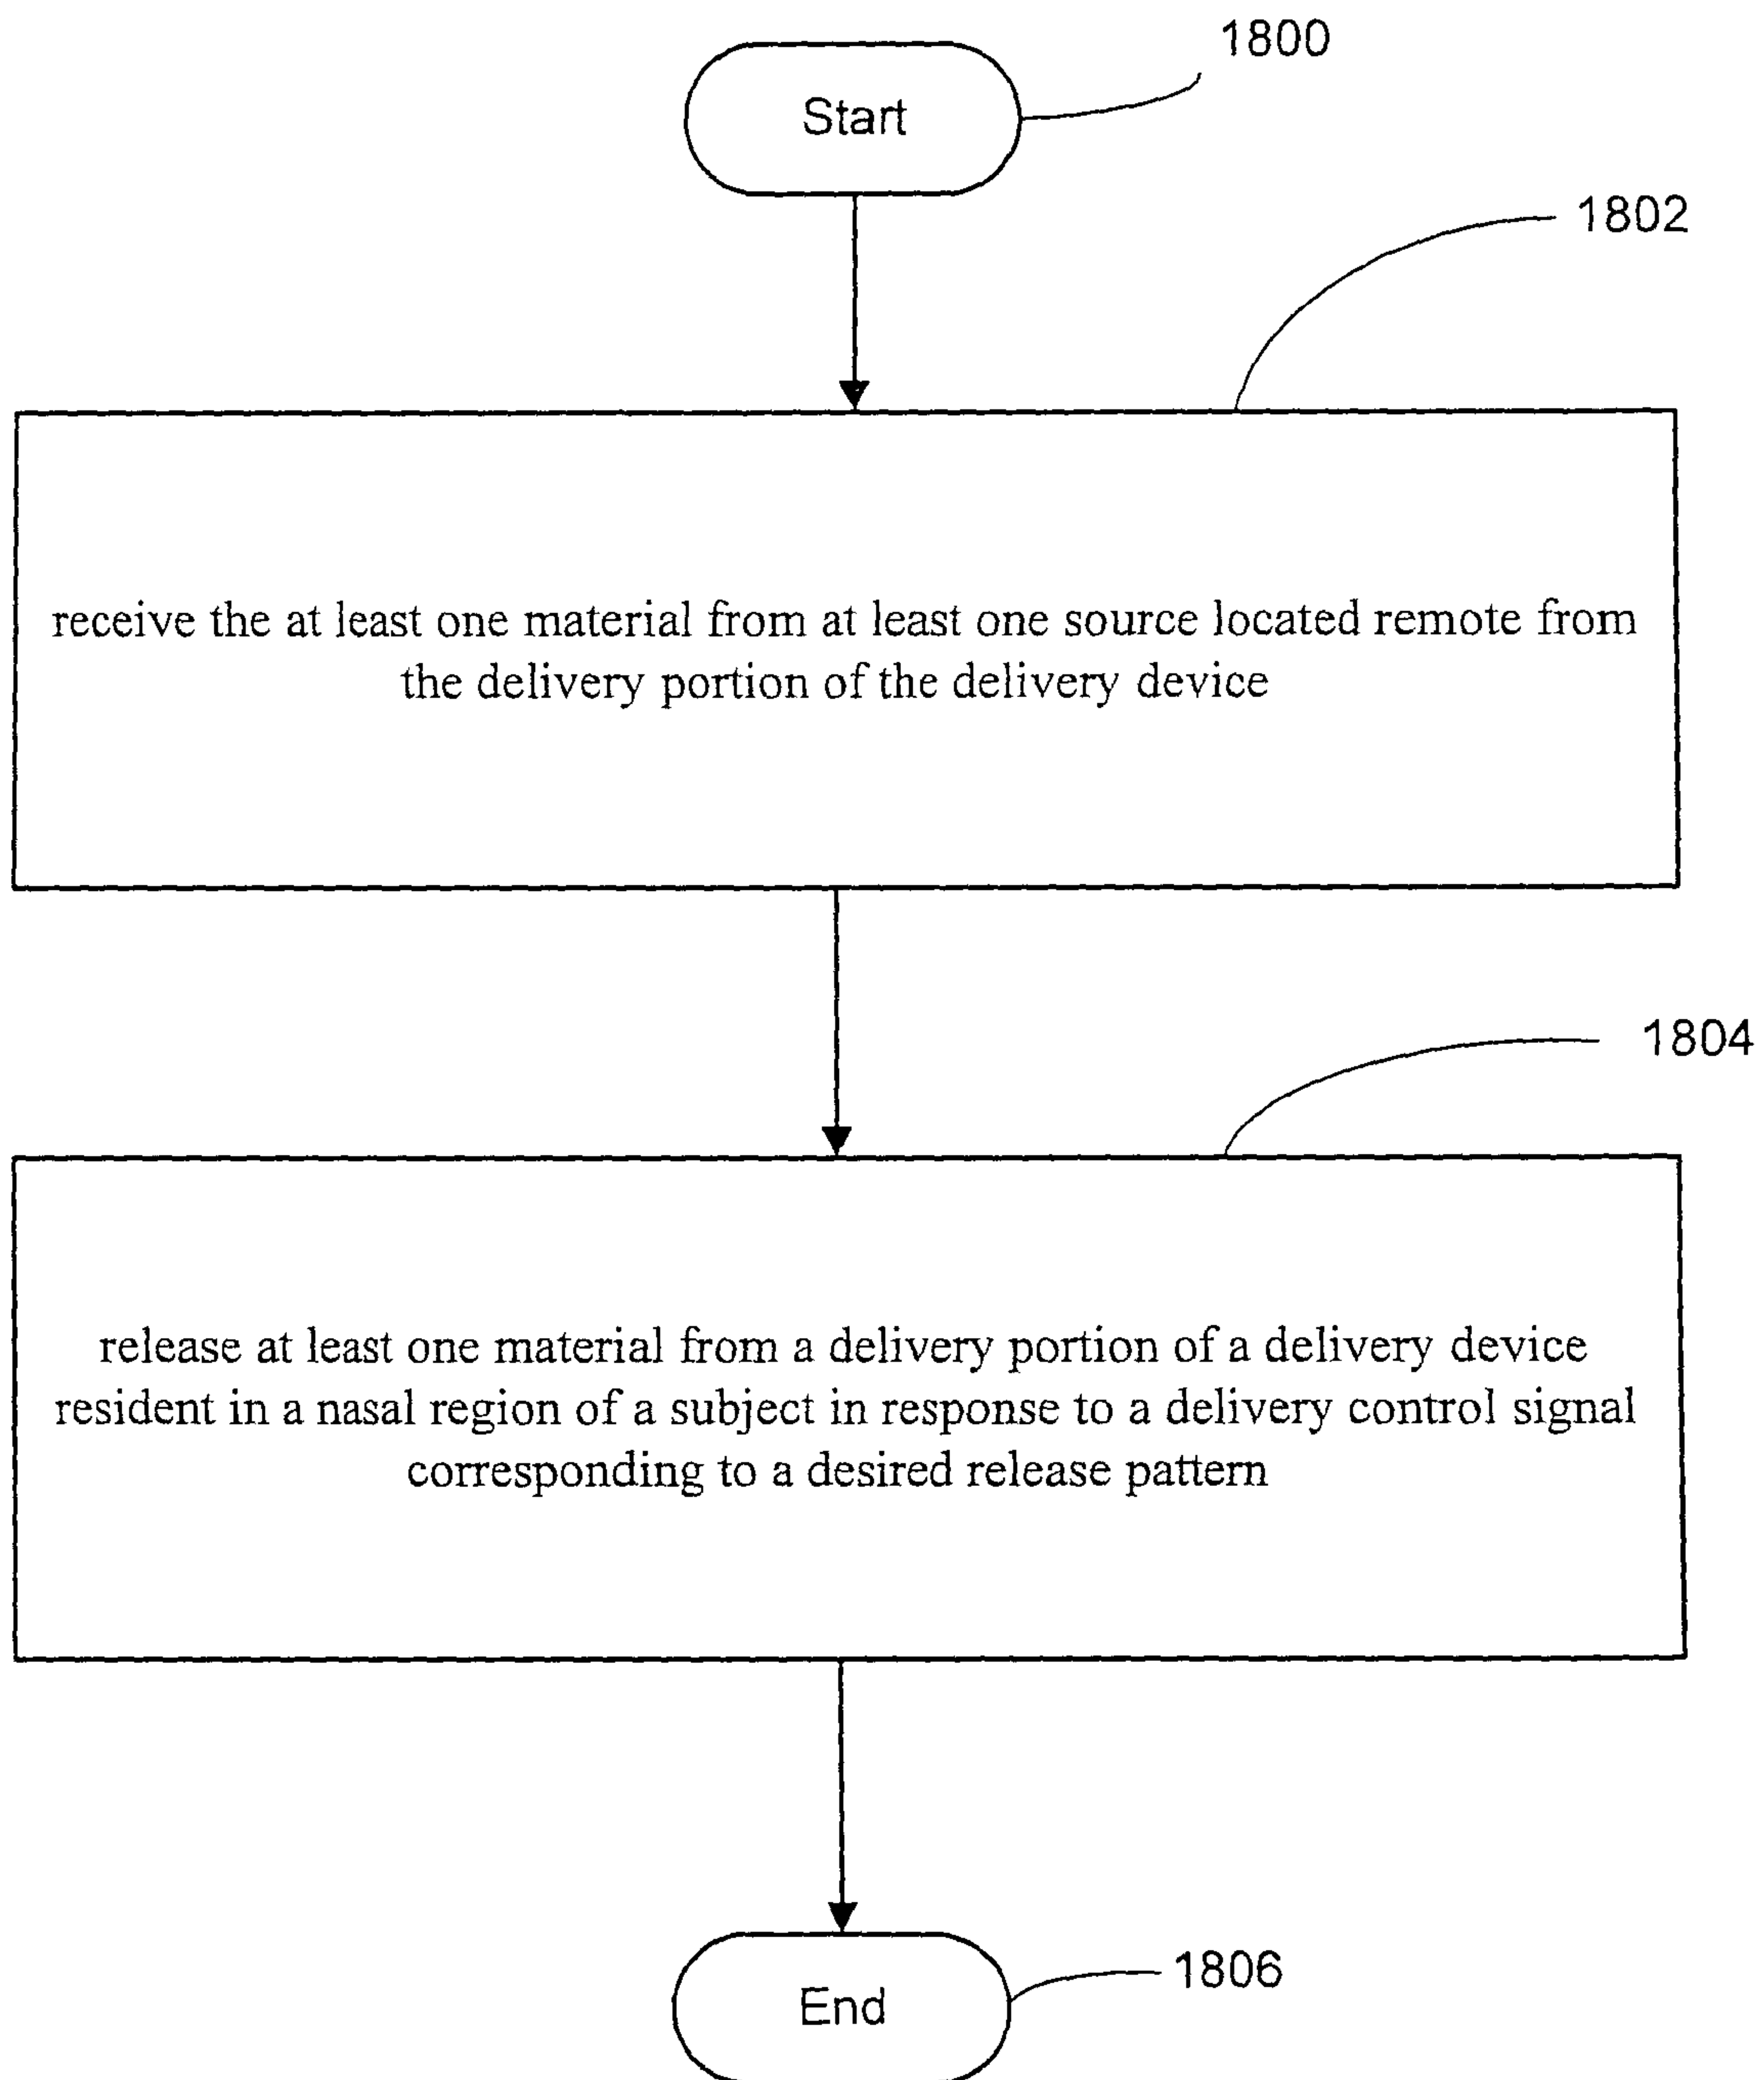 1800
Start
1802
receive the at least one material from at least one source located remote from
the delivery portion of the delivery device
1804
release at least one material from a delivery portion of a delivery device
resident in a nasal region of a subject in response to a delivery control signal
corresponding to a desired release pattern
1806
End